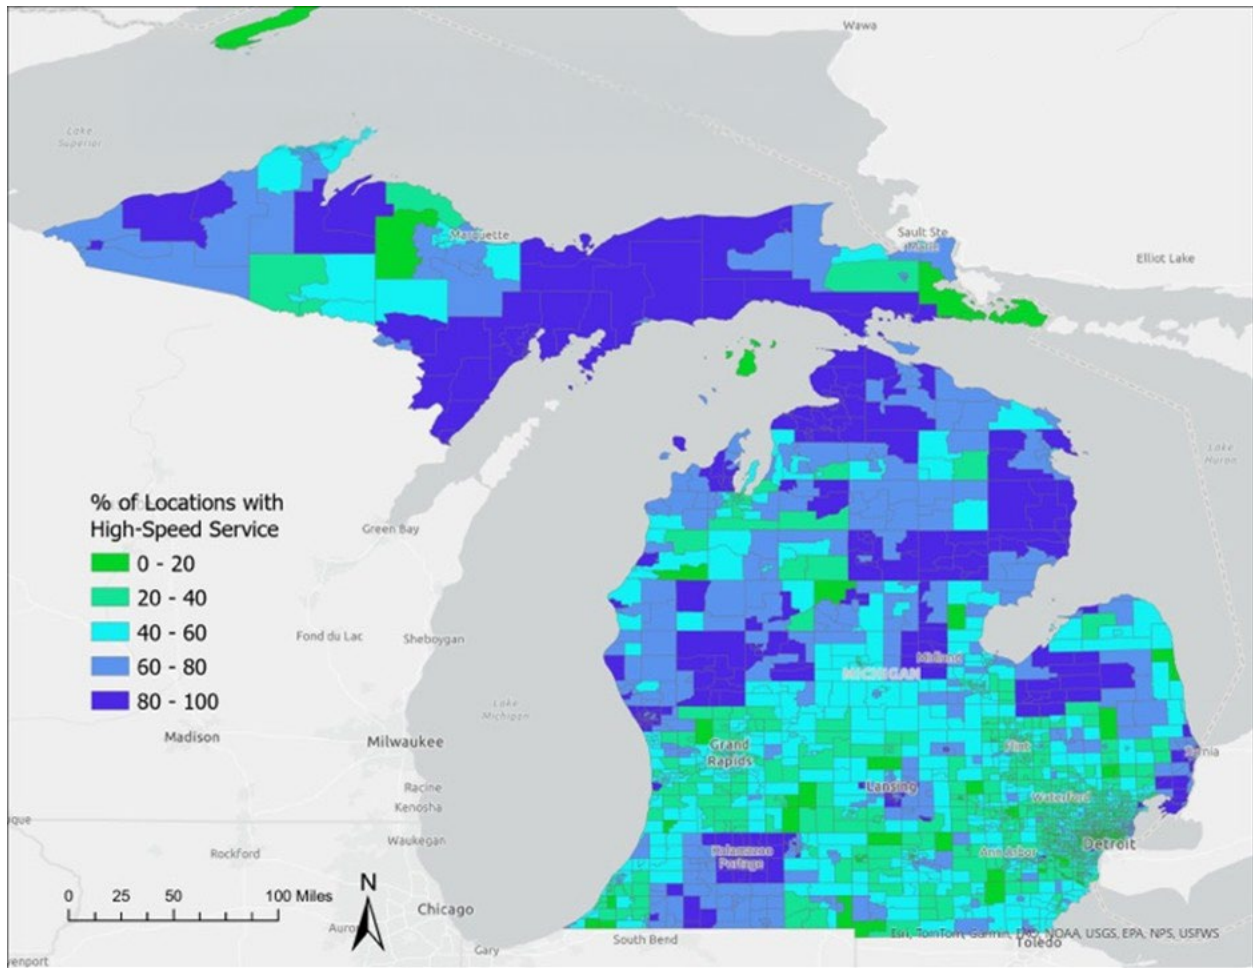 Wawa
Lake
Superior
Marquette
Sault Ste
Marie
Elliot Lake
Lake
Huron
% of Locations with
High-Speed Service
0 - 20
20 - 40
40 - 60
60 - 80
80 - 100
Green Bay
Fond du Lac
Sheboygan
Midland
MICHIGAN
Lake
Michigan
Madison
Milwaukee
Grand
Rapids
Flint
Sarnia
Racine
Kenosha
Lansing
Waterford
que
Waukegan
Rockford
Kalamazoo
Portage
Ann Arbor
Detroit
N
0 25 50 100 Miles
Chicago
Auror
Gary
South Bend
Esri, TomTom, Garmin, FAO, NOAA, USGS, EPA, NPS, USFWS
Toledo
venport